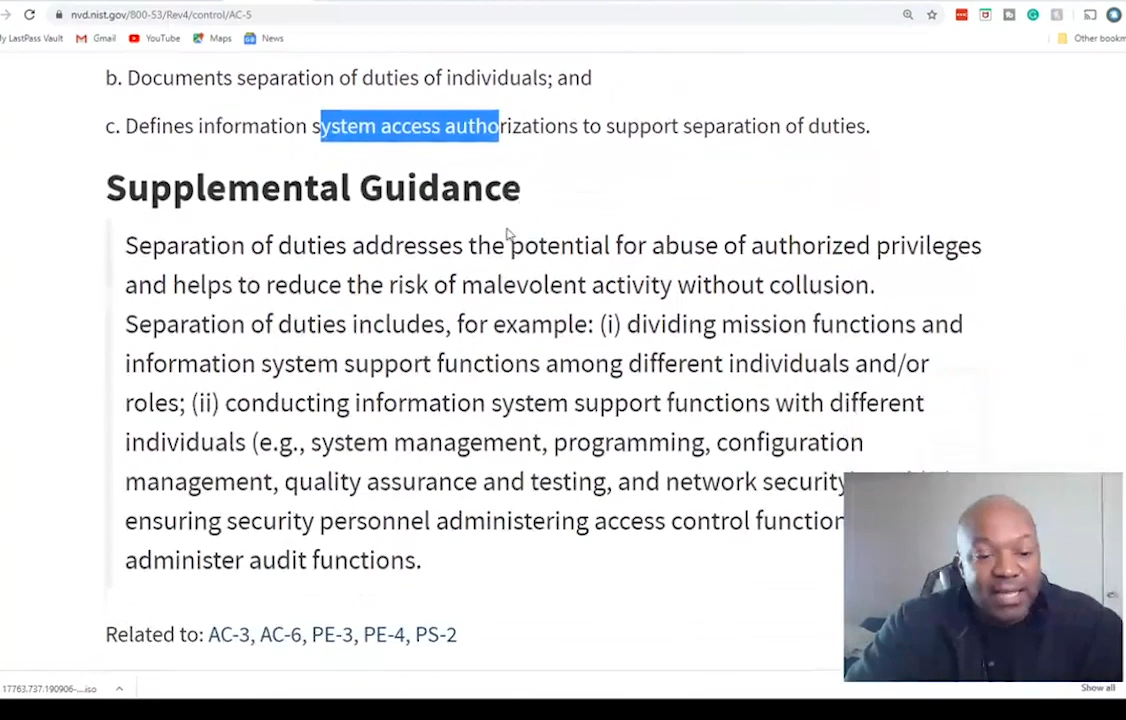 nvd.nist.gov/800-53/Rev4/control/AC-5
y LastPass Vault Gmail YouTube Maps News Other bookm
b. Documents separation of duties of individuals; and
c. Defines information system access authorizations to support separation of duties.
Supplemental Guidance
Separation of duties addresses the potential for abuse of authorized privileges
and helps to reduce the risk of malevolent activity without collusion.
Separation of duties includes, for example: (i) dividing mission functions and
information system support functions among different individuals and/or
roles; (ii) conducting information system support functions with different
individuals (e.g., system management, programming, configuration
management, quality assurance and testing, and network security
ensuring security personnel administering access control function
administer audit functions.
Related to: AC-3, AC-6, PE-3, PE-4, PS-2
17763.737.190906-....iso Show all